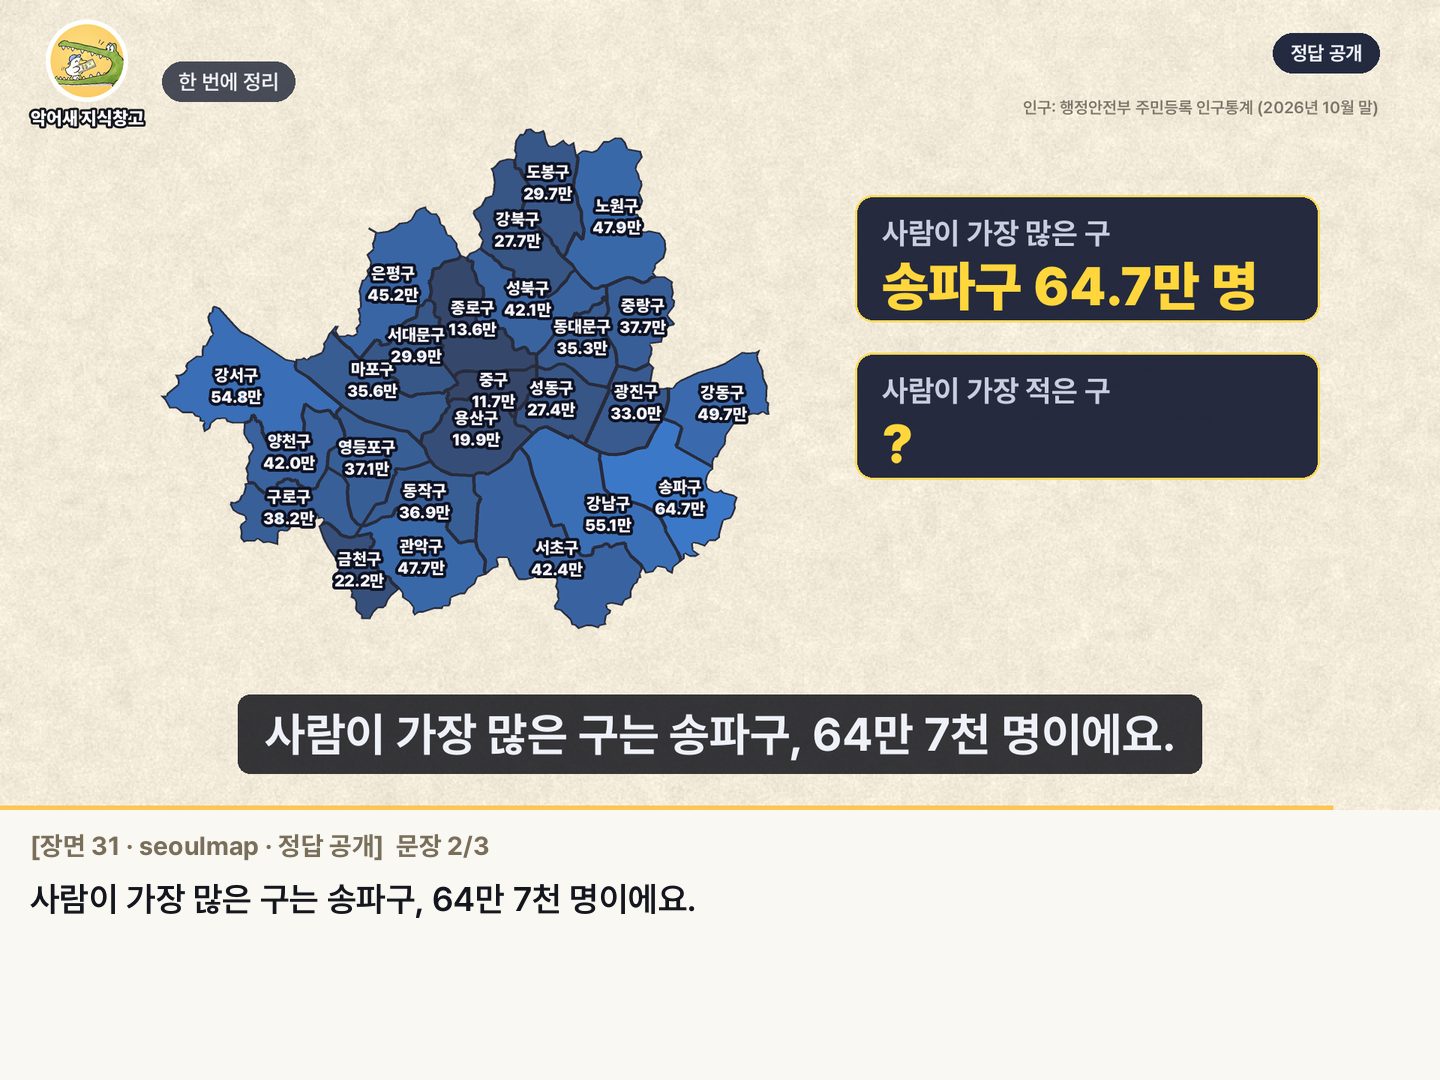 악어새 지식창고
한 번에 정리
정답 공개
인구: 행정안전부 주민등록 인구통계 (2026년 10월 말)
도봉구
29.7만
노원구
47.9만
강북구
27.7만
은평구
45.2만
성북구
42.1만
종로구
13.6만
중랑구
37.7만
동대문구
35.3만
서대문구
29.9만
마포구
35.6만
강서구
54.8만
중구
11.7만
성동구
27.4만
광진구
33.0만
강동구
49.7만
용산구
19.9만
양천구
42.0만
영등포구
37.1만
구로구
38.2만
동작구
36.9만
송파구
64.7만
강남구
55.1만
서초구
42.4만
관악구
47.7만
금천구
22.2만
사람이 가장 많은 구
송파구 64.7만 명
사람이 가장 적은 구
?
사람이 가장 많은 구는 송파구, 64만 7천 명이에요.
[장면 31 · seoulmap · 정답 공개] 문장 2/3
사람이 가장 많은 구는 송파구, 64만 7천 명이에요.